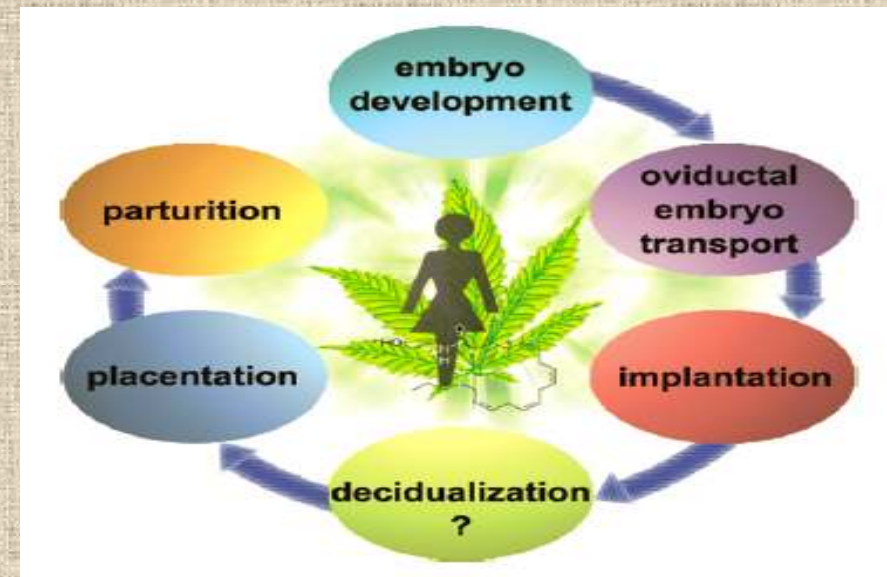 embryo
development
oviductal
embryo
transport
implantation
decidualization
?
placentation
parturition